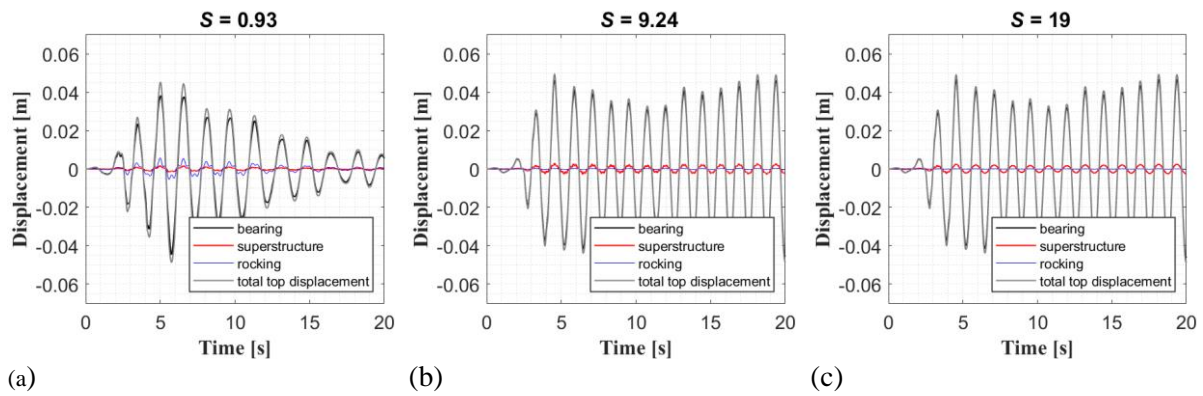 S = 0.93
0.06
0.04
0.02
0
-0.02
-0.04
-0.06
Displacement [m]
bearing
superstructure
rocking
total top displacement
0 5 10 15 20
Time [s]
(a)
S = 9.24
0.06
0.04
0.02
0
-0.02
-0.04
-0.06
Displacement [m]
bearing
superstructure
rocking
total top displacement
0 5 10 15 20
Time [s]
(b)
S = 19
0.06
0.04
0.02
0
-0.02
-0.04
-0.06
Displacement [m]
bearing
superstructure
rocking
total top displacement
0 5 10 15 20
Time [s]
(c)